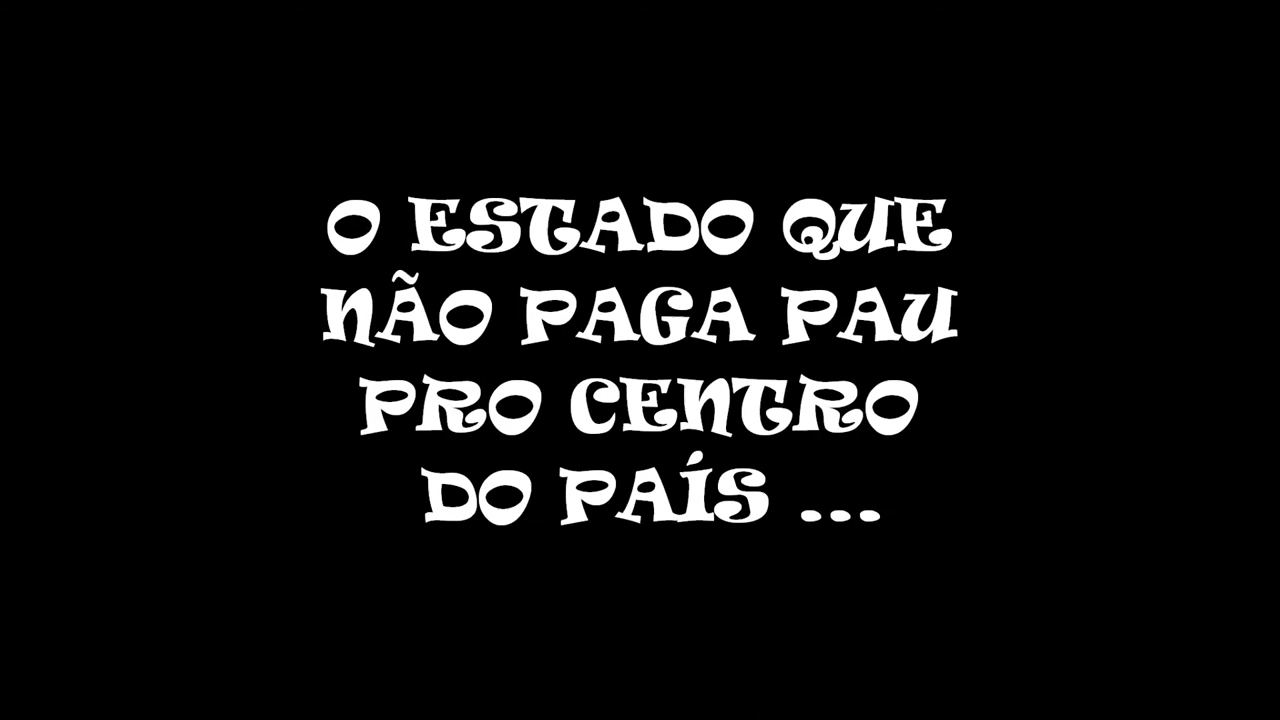 O ESTADO QUE
NÃO PAGA PAU
PRO CENTRO
DO PAÍS ...